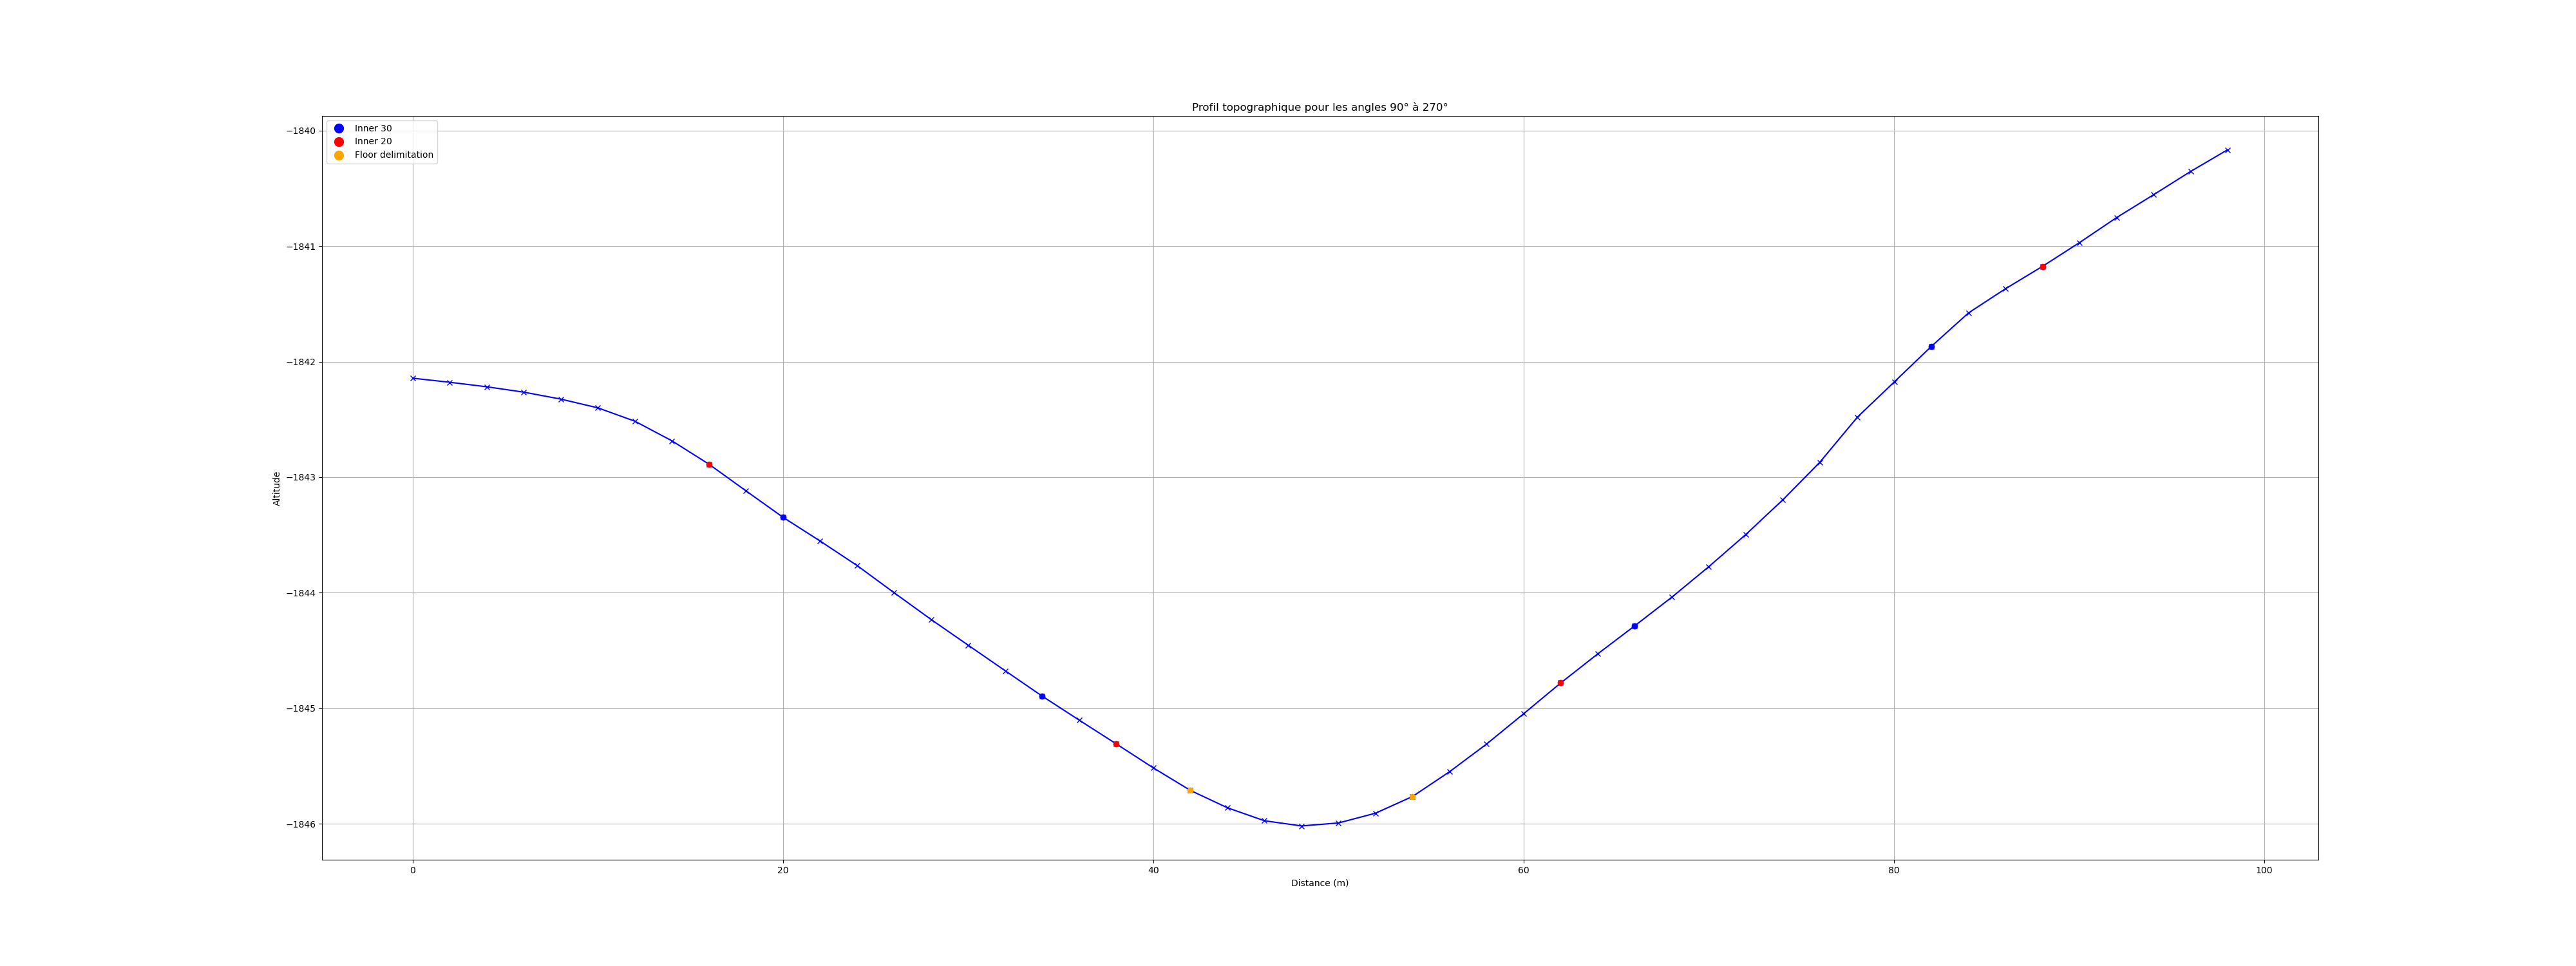 Profil topographique pour les angles 90° à 270°
Inner 30
Inner 20
Floor delimitation
Altitude
−1840
−1841
−1842
−1843
−1844
−1845
−1846
0 20 40 60 80 100
Distance (m)